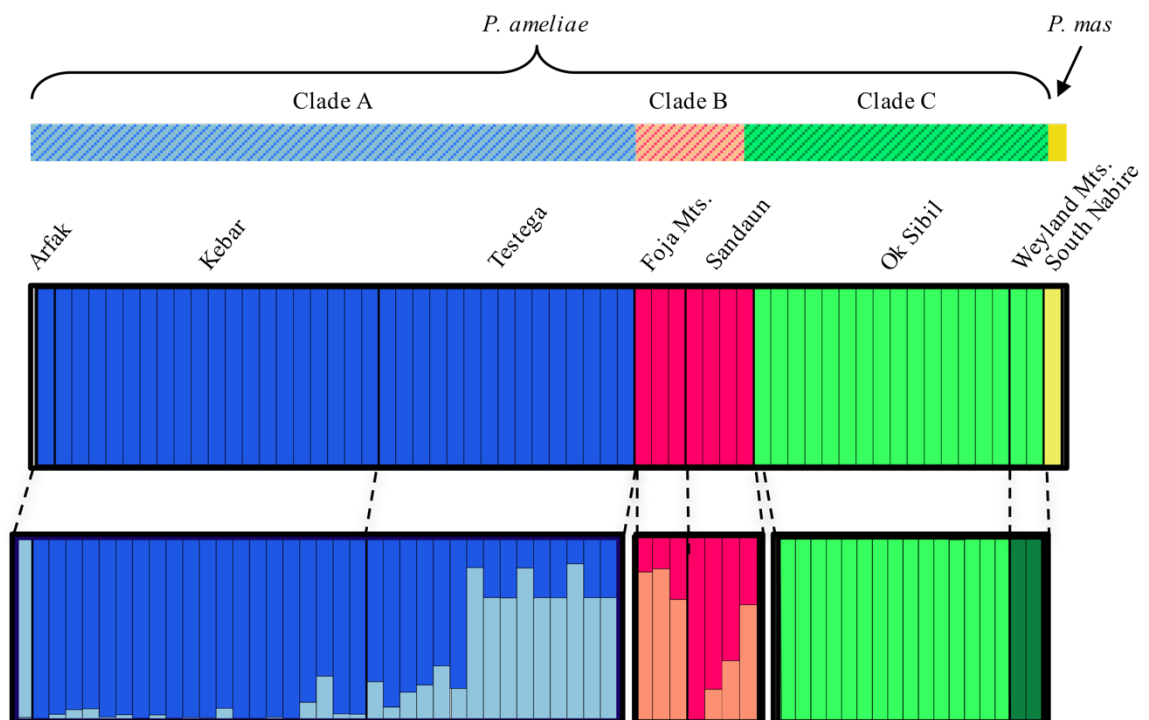 P. ameliae
P. mas
Clade A
Clade B
Clade C
Arfak
Kebar
Testega
Foja Mts.
Sandaun
Ok Sibil
Weyland Mts.
South Nabire